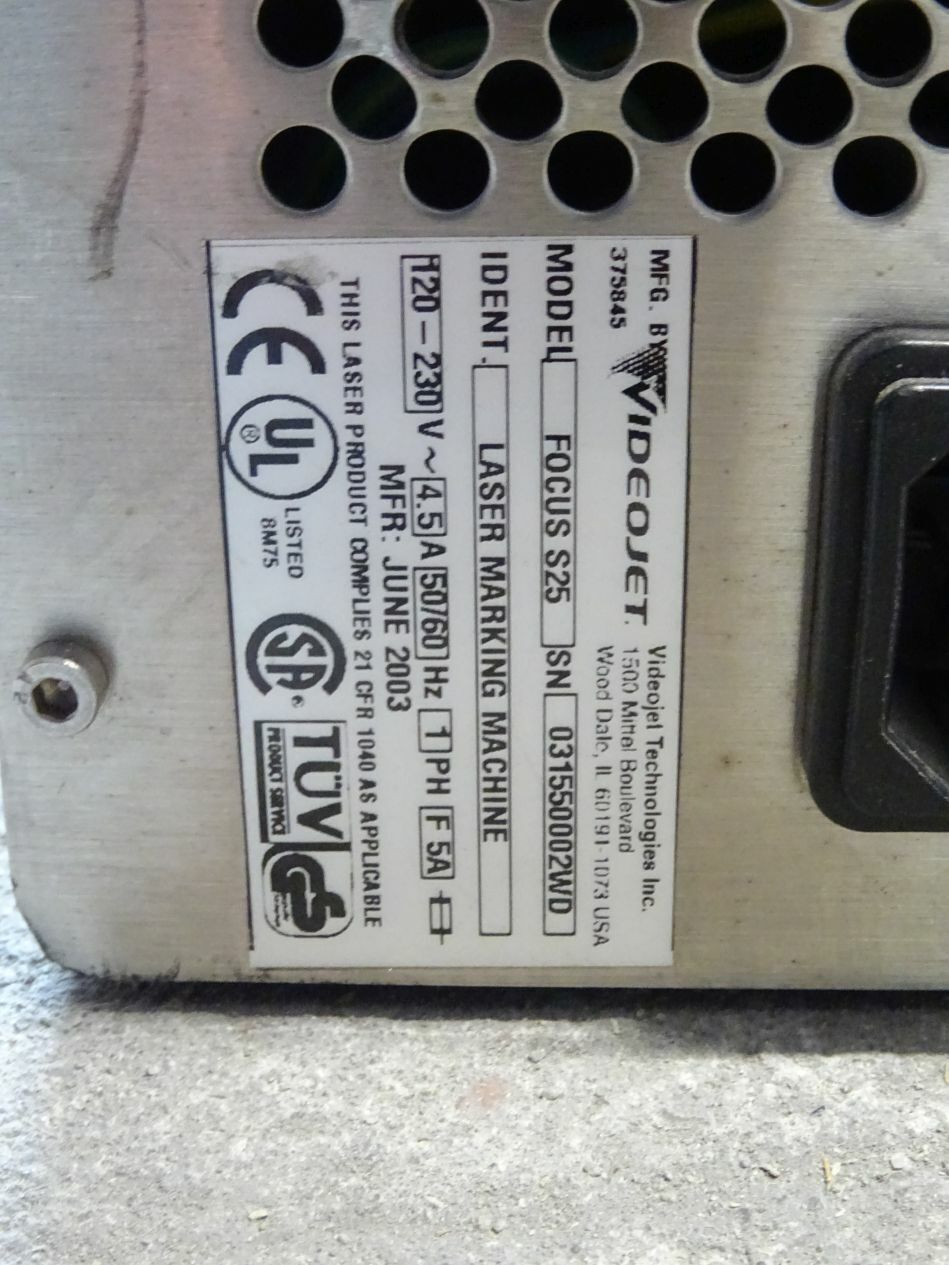 MFG. BY VIDEOJET. Videojet Technologies Inc.
375845 1500 Mittel Boulevard
Wood Dale, IL 60191-1073 USA
MODEL FOCUS S25 SN 031550002WD
IDENT. LASER MARKING MACHINE
120-230 V ~ 4.5 A 50/60 Hz 1 PH F 5A
MFR: JUNE 2003
THIS LASER PRODUCT COMPLIES 21 CFR 1040 AS APPLICABLE
CE UL ® LISTED SA ® TÜV GS
8M75 PRODUCT SERVICE